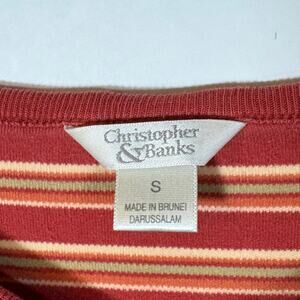 Christopher
&Banks
S
MADE IN BRUNEI
DARUSSALAM